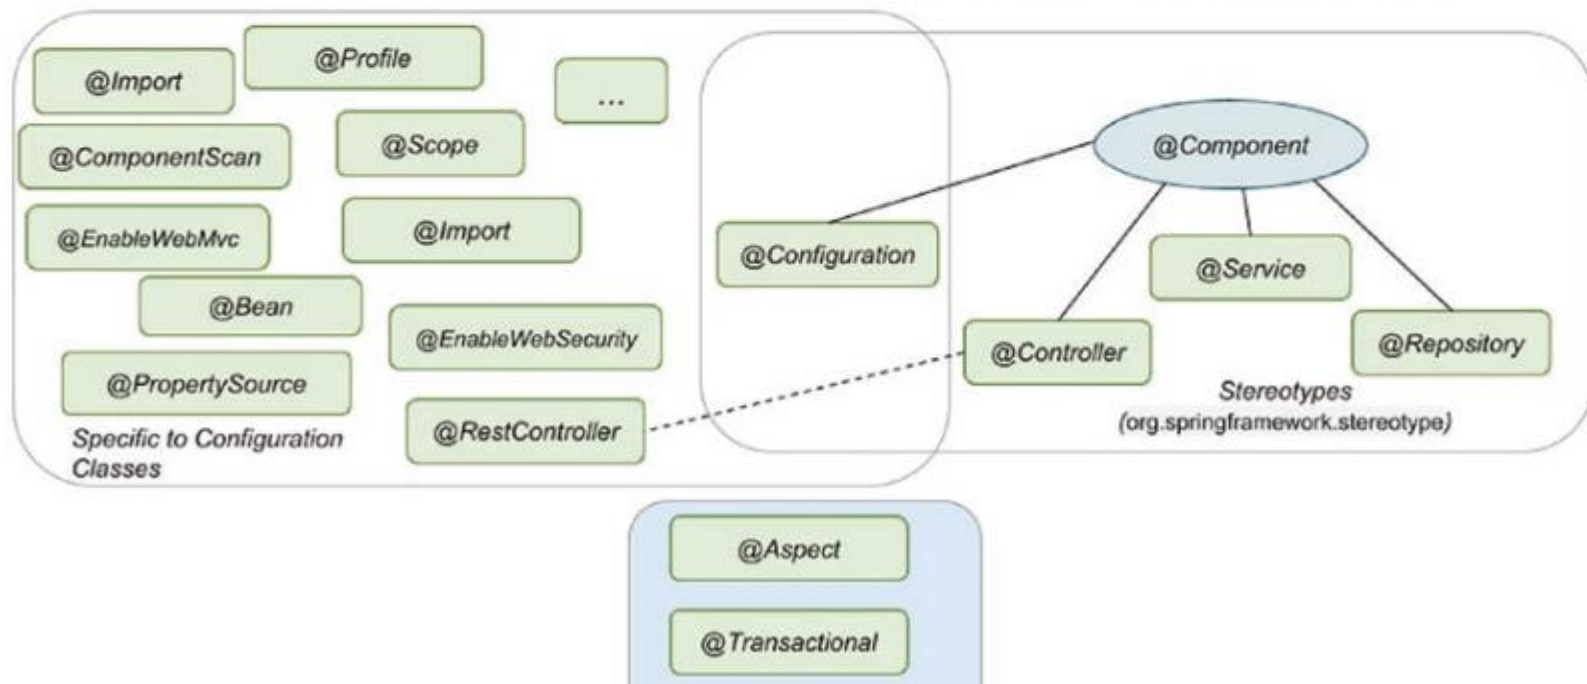 @Import
@Profile
...
@ComponentScan
@Scope
@EnableWebMvc
@Import
@Bean
@EnableWebSecurity
@PropertySource
@RestController
Specific to Configuration
Classes
@Configuration
@Component
@Service
@Controller
@Repository
Stereotypes
(org.springframework.stereotype)
@Aspect
@Transactional